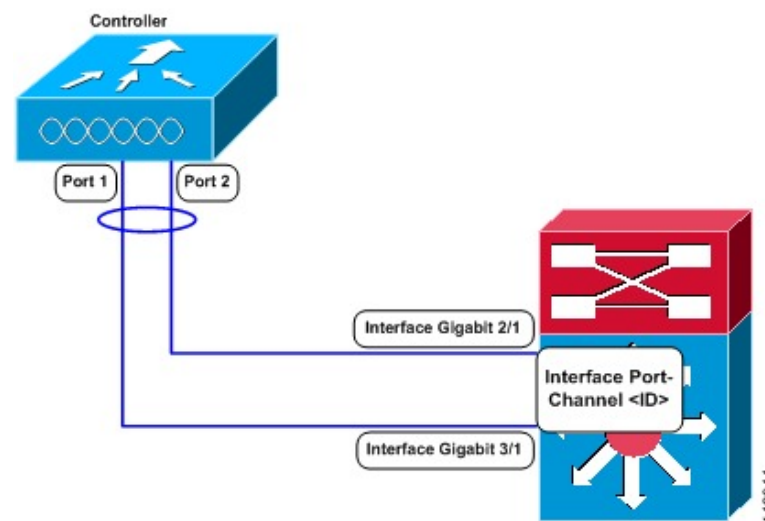 Controller
Port 1
Port 2
Interface Gigabit 2/1
Interface Port-
Channel <ID>
Interface Gigabit 3/1